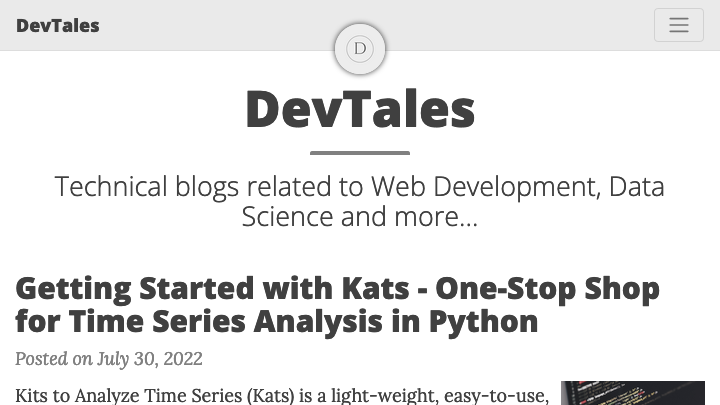 DevTales
D
DevTales
Technical blogs related to Web Development, Data
Science and more...
Getting Started with Kats - One-Stop Shop
for Time Series Analysis in Python
Posted on July 30, 2022
Kits to Analyze Time Series (Kats) is a light-weight, easy-to-use,